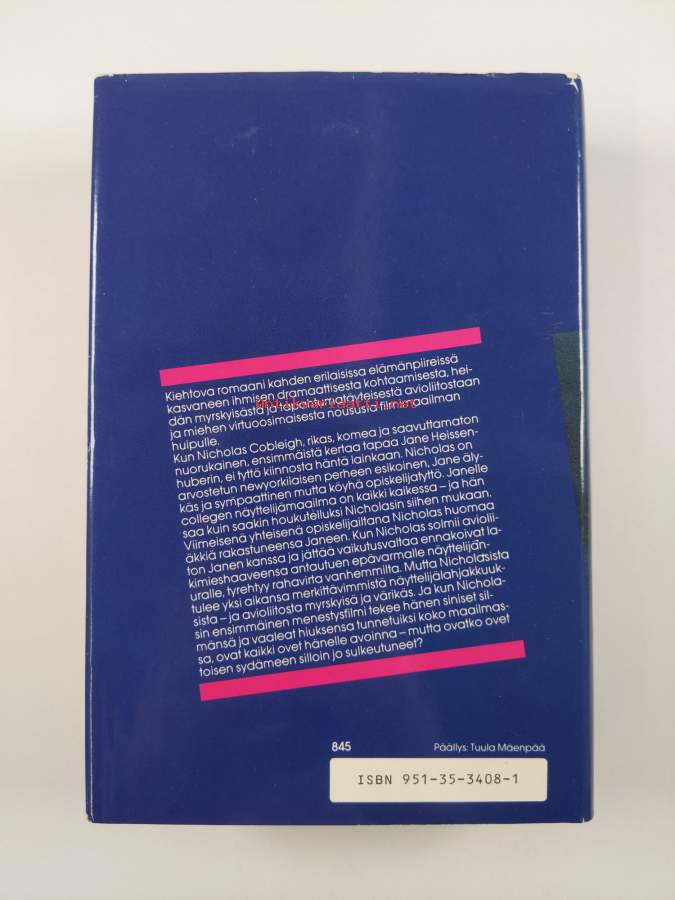 Kiehtova romaani kahden erilaisissa elämänpiireissä
kasvaneen ihmisen dramaattisesta kohtaamisesta, hei-
dän myrskyisästä ja tapahtumatäyteisestä avioliitostaan
ja miehen virtuoosimaisesta noususta filmimaailman
huipulle.
Kun Nicholas Cobleigh, rikas, komea ja saavuttamaton
nuorukainen, ensimmäistä kertaa tapaa Jane Heissen-
huberin, ei tyttö kiinnosta häntä lainkaan. Nicholas on
arvostetun newyorkilaisen perheen esikoinen, Jane äly-
käs ja sympaattinen mutta köyhä opiskelijatyttö. Janelle
collegen näyttelijämaailma on kaikki kaikessa – ja hän
saa kuin saakin houkutelluksi Nicholasin siihen mukaan.
Viimeisenä yhteisenä opiskelijailtana Nicholas huomaa
äkkiä rakastuneensa Janeen. Kun Nicholas solmii aviolii-
ton Janen kanssa ja jättää vaikutusvaltaa ennakoivat la-
kimieshaaveensa antautuen epävarmalle näyttelijän-
uralle, tyrehtyy rahavirta vanhemmilta. Mutta Nicholasista
tulee yksi aikansa merkittävimmistä näyttelijälahjakkuuk-
sista – ja avioliitosta myrskyisä ja värikäs. Ja kun Nichola-
sin ensimmäinen menestysfilmi tekee hänen siniset sil-
mänsä ja vaaleat hiuksensa tunnetuiksi koko maailmas-
sa, ovat kaikki ovet hänelle avoinna – mutta ovatko ovet
toisen sydämeen silloin jo sulkeutuneet?
845
Päällys: Tuula Mäenpää
ISBN 951-35-3408-1